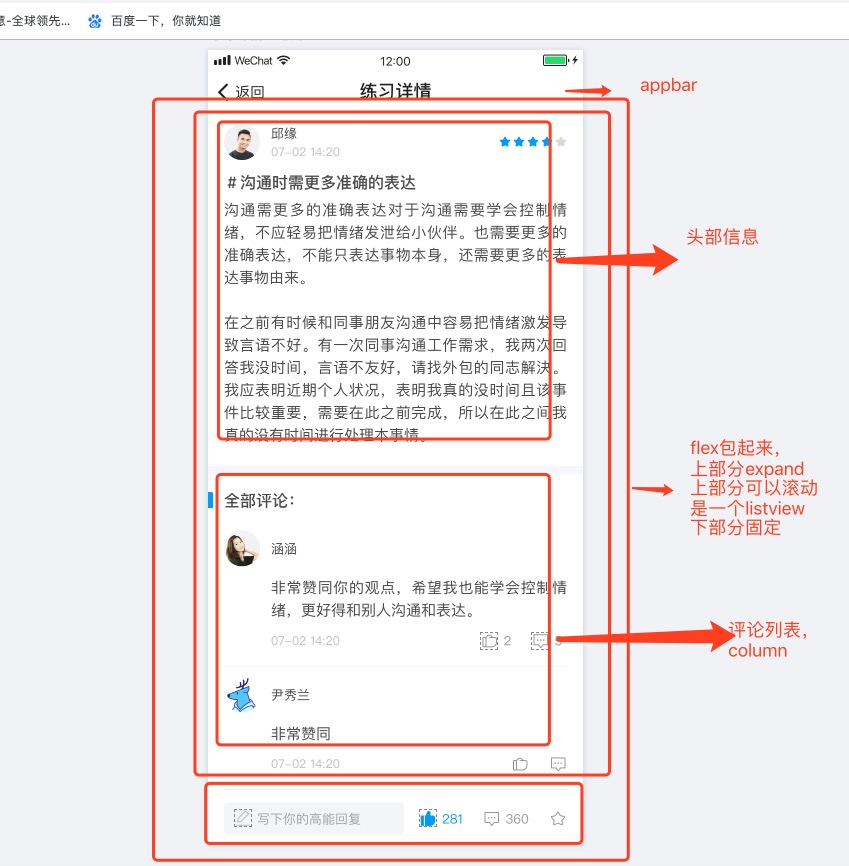 慧-全球领先... 百度一下，你就知道
WeChat 12:00
返回 练习详情
appbar
邱缘
07-02 14:20
# 沟通时需更多准确的表达
沟通需更多的准确表达对于沟通需要学会控制情
绪，不应轻易把情绪发泄给小伙伴。也需要更多的
准确表达，不能只表达事物本身，还需要更多的表
达事物由来。
头部信息
在之前有时候和同事朋友沟通中容易把情绪激发导
致言语不好。有一次同事沟通工作需求，我两次回
答我没时间，言语不友好，请找外包的同志解决。
我应表明近期个人状况，表明我真的没时间且该事
件比较重要，需要在此之前完成，所以在此之间我
真的没有时间进行处理本事情。
flex包起来，
上部分expand
上部分可以滚动
是一个listview
下部分固定
全部评论：
涵涵
非常赞同你的观点，希望我也能学会控制情
绪，更好得和别人沟通和表达。
07-02 14:20 2
评论列表，
column
尹秀兰
非常赞同
07-02 14:20
写下你的高能回复 281 360